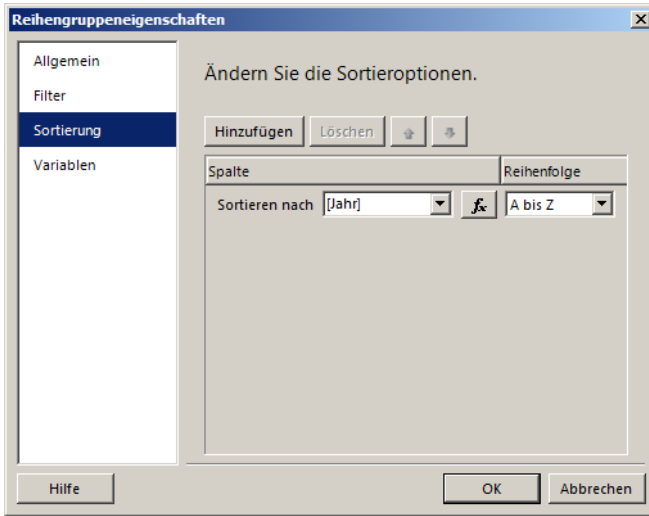 Reihengruppeneigenschaften
Allgemein
Filter
Sortierung
Variablen
Ändern Sie die Sortieroptionen.
Hinzufügen Löschen
Spalte Reihenfolge
Sortieren nach [Jahr] fx A bis Z
Hilfe OK Abbrechen